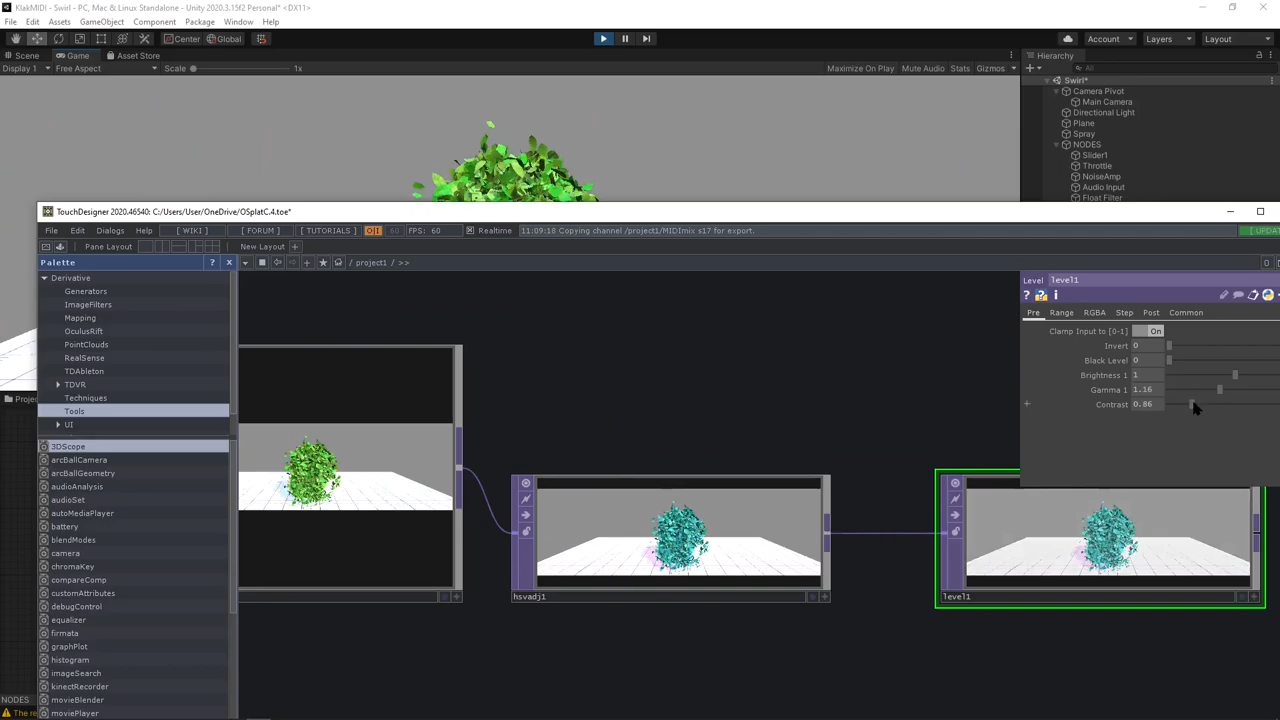 KlakMIDI - Swirl - PC, Mac & Linux Standalone - Unity 2020.3.15f2 Personal* <DX11>
File Edit Assets GameObject Component Package Window Help
Center Global Account Layers Layout
Scene Game Asset Store Hierarchy
Display 1 Free Aspect Scale 1x Maximize On Play Mute Audio Stats Gizmos All
Swirl*
Camera Pivot
Main Camera
Directional Light
Plane
Spray
NODES
Slider1
Throttle
NoiseAmp
Audio Input
Float Filter
TouchDesigner 2020.46540: C:/Users/User/OneDrive/OSplatC.4.toe*
File Edit Dialogs Help [ WIKI ] [ FORUM ] [ TUTORIALS ] O|I 60 FPS: 60 Realtime 11:09:18 Copying channel /project1/MIDImix s17 for export. [ UPDAT
Pane Layout New Layout +
Palette ? x / project1 / >> 0
Derivative
Generators
ImageFilters
Mapping
OculusRift
PointClouds
RealSense
TDAbleton
TDVR
Techniques
Tools
UI
3DScope
arcBallCamera
arcBallGeometry
audioAnalysis
audioSet
autoMediaPlayer
battery
blendModes
camera
chromaKey
compareComp
customAttributes
debugControl
equalizer
firmata
graphPlot
histogram
imageSearch
kinectRecorder
movieBlender
moviePlayer
Level level1
? i
Pre Range RGBA Step Post Common
Clamp Input to [0-1] On
Invert 0
Black Level 0
Brightness 1 1
Gamma 1 1.16
Contrast 0.86
hsvadj1
level1
Projec
NODES
The re